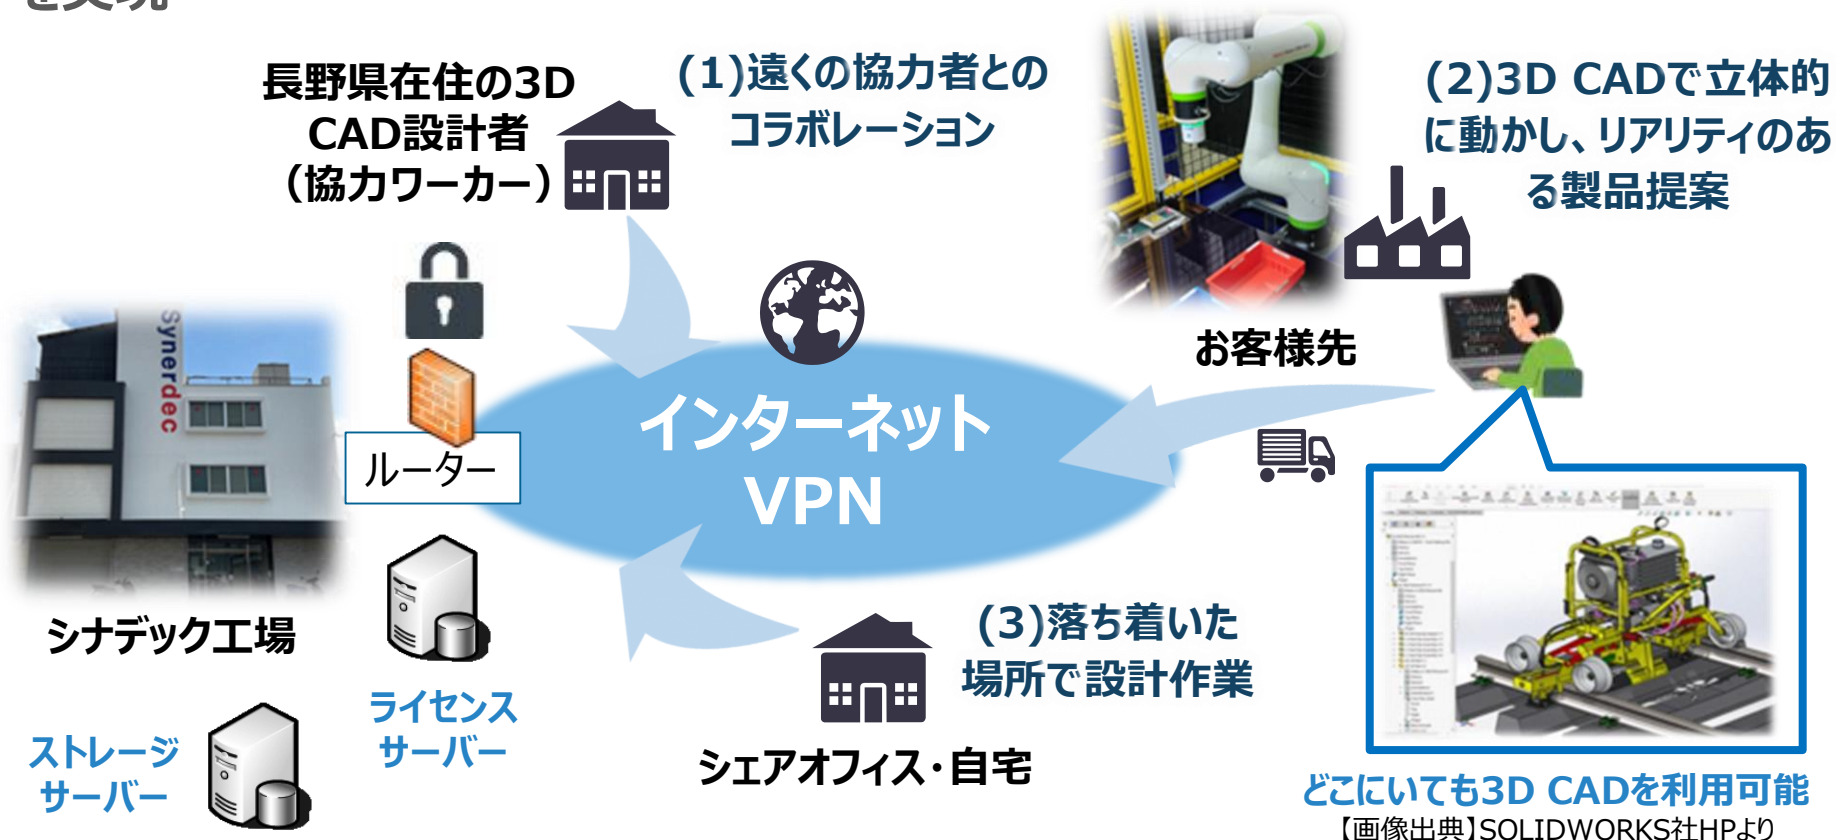 を実現
長野県在住の3D
CAD設計者
（協力ワーカー）
(1)遠くの協力者との
コラボレーション
(2)3D CADで立体的
に動かし、リアリティのあ
る製品提案
Synerdec
ルーター
インターネット
VPN
お客様先
シナデック工場
ライセンス
サーバー
ストレージ
サーバー
(3)落ち着いた
場所で設計作業
シェアオフィス・自宅
どこにいても3D CADを利用可能
【画像出典】SOLIDWORKS社HPより